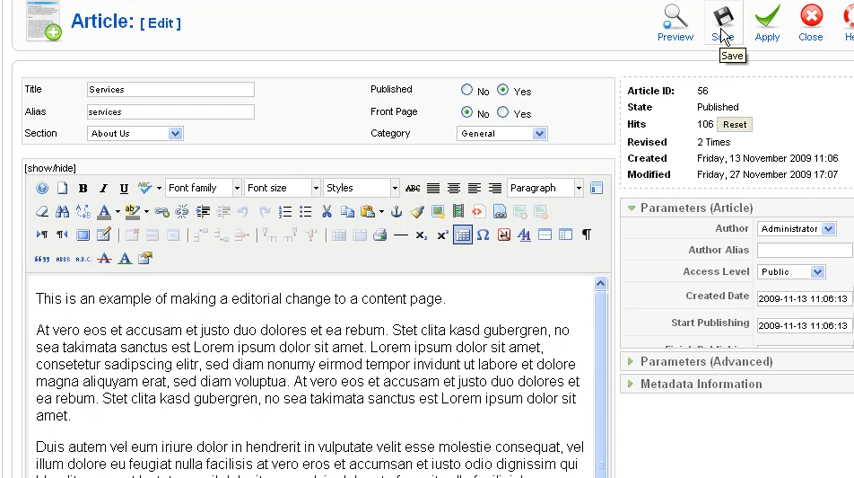 Article: [ Edit ]
Preview Save Apply Close
Save
Title Services Published No Yes
Alias services Front Page No Yes
Section About Us Category General
[show/hide]
B I U ABC Font family Font size Styles ABC Paragraph
This is an example of making a editorial change to a content page.
At vero eos et accusam et justo duo dolores et ea rebum. Stet clita kasd gubergren, no
sea takimata sanctus est Lorem ipsum dolor sit amet. Lorem ipsum dolor sit amet,
consetetur sadipscing elitr, sed diam nonumy eirmod tempor invidunt ut labore et dolore
magna aliquyam erat, sed diam voluptua. At vero eos et accusam et justo duo dolores et
ea rebum. Stet clita kasd gubergren, no sea takimata sanctus est Lorem ipsum dolor sit
amet.
Duis autem vel eum iriure dolor in hendrerit in vulputate velit esse molestie consequat, vel
illum dolore eu feugiat nulla facilisis at vero eros et accumsan et iusto odio dignissim qui
Article ID: 56
State Published
Hits 106 Reset
Revised 2 Times
Created Friday, 13 November 2009 11:06
Modified Friday, 27 November 2009 17:07
Parameters (Article)
Author Administrator
Author Alias
Access Level Public
Created Date 2009-11-13 11:06:13
Start Publishing 2009-11-13 11:06:13
Parameters (Advanced)
Metadata Information